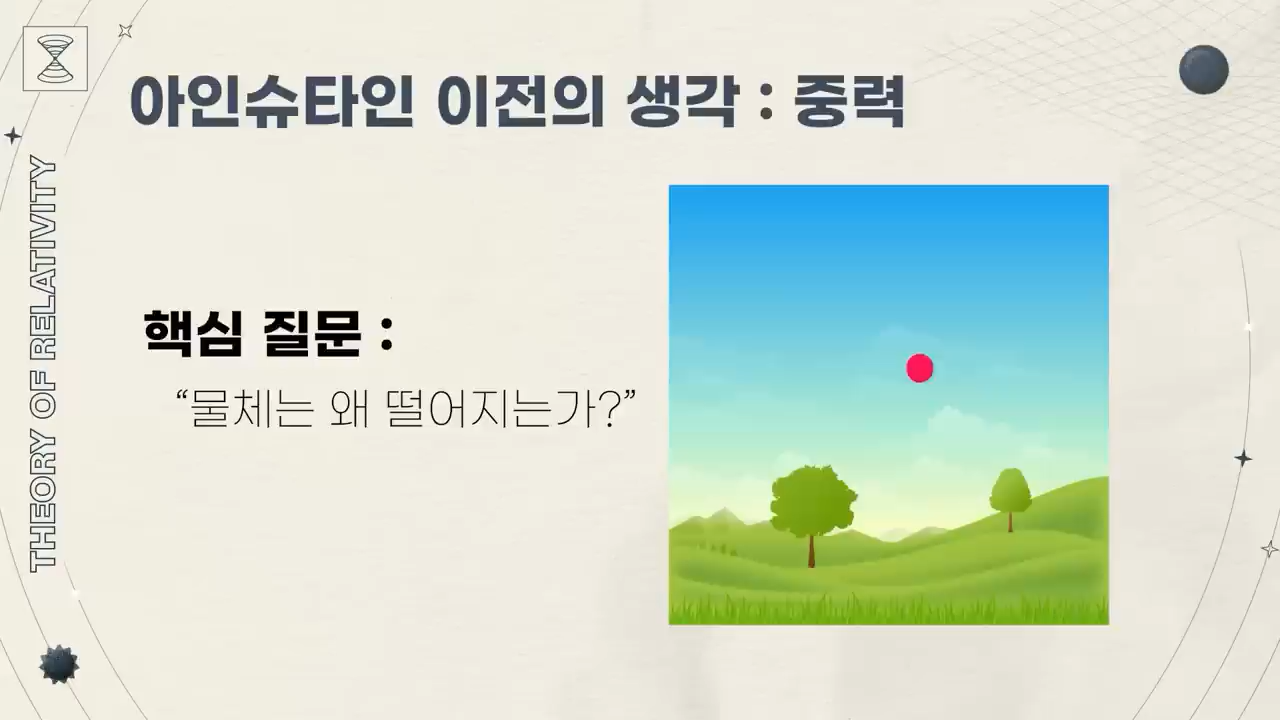 아인슈타인 이전의 생각 : 중력
THEORY OF RELATIVITY
핵심 질문 :
“물체는 왜 떨어지는가?”